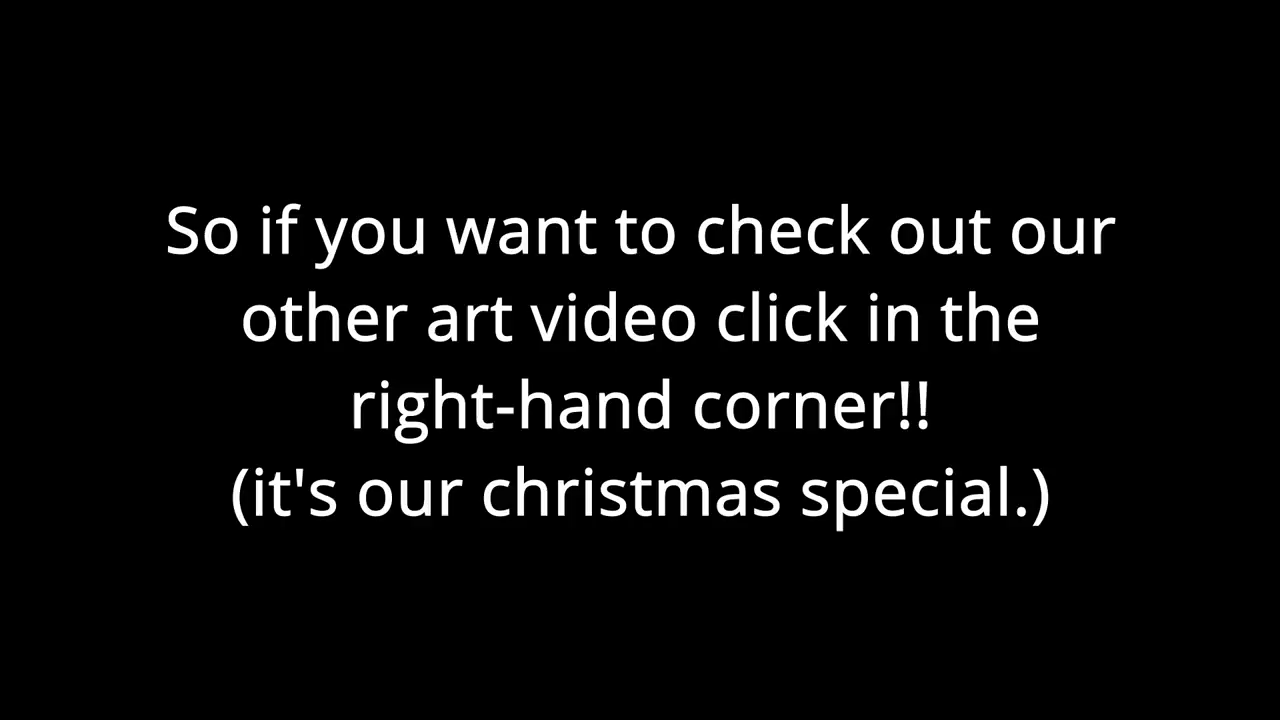 So if you want to check out our
other art video click in the
right-hand corner!!
(it's our christmas special.)